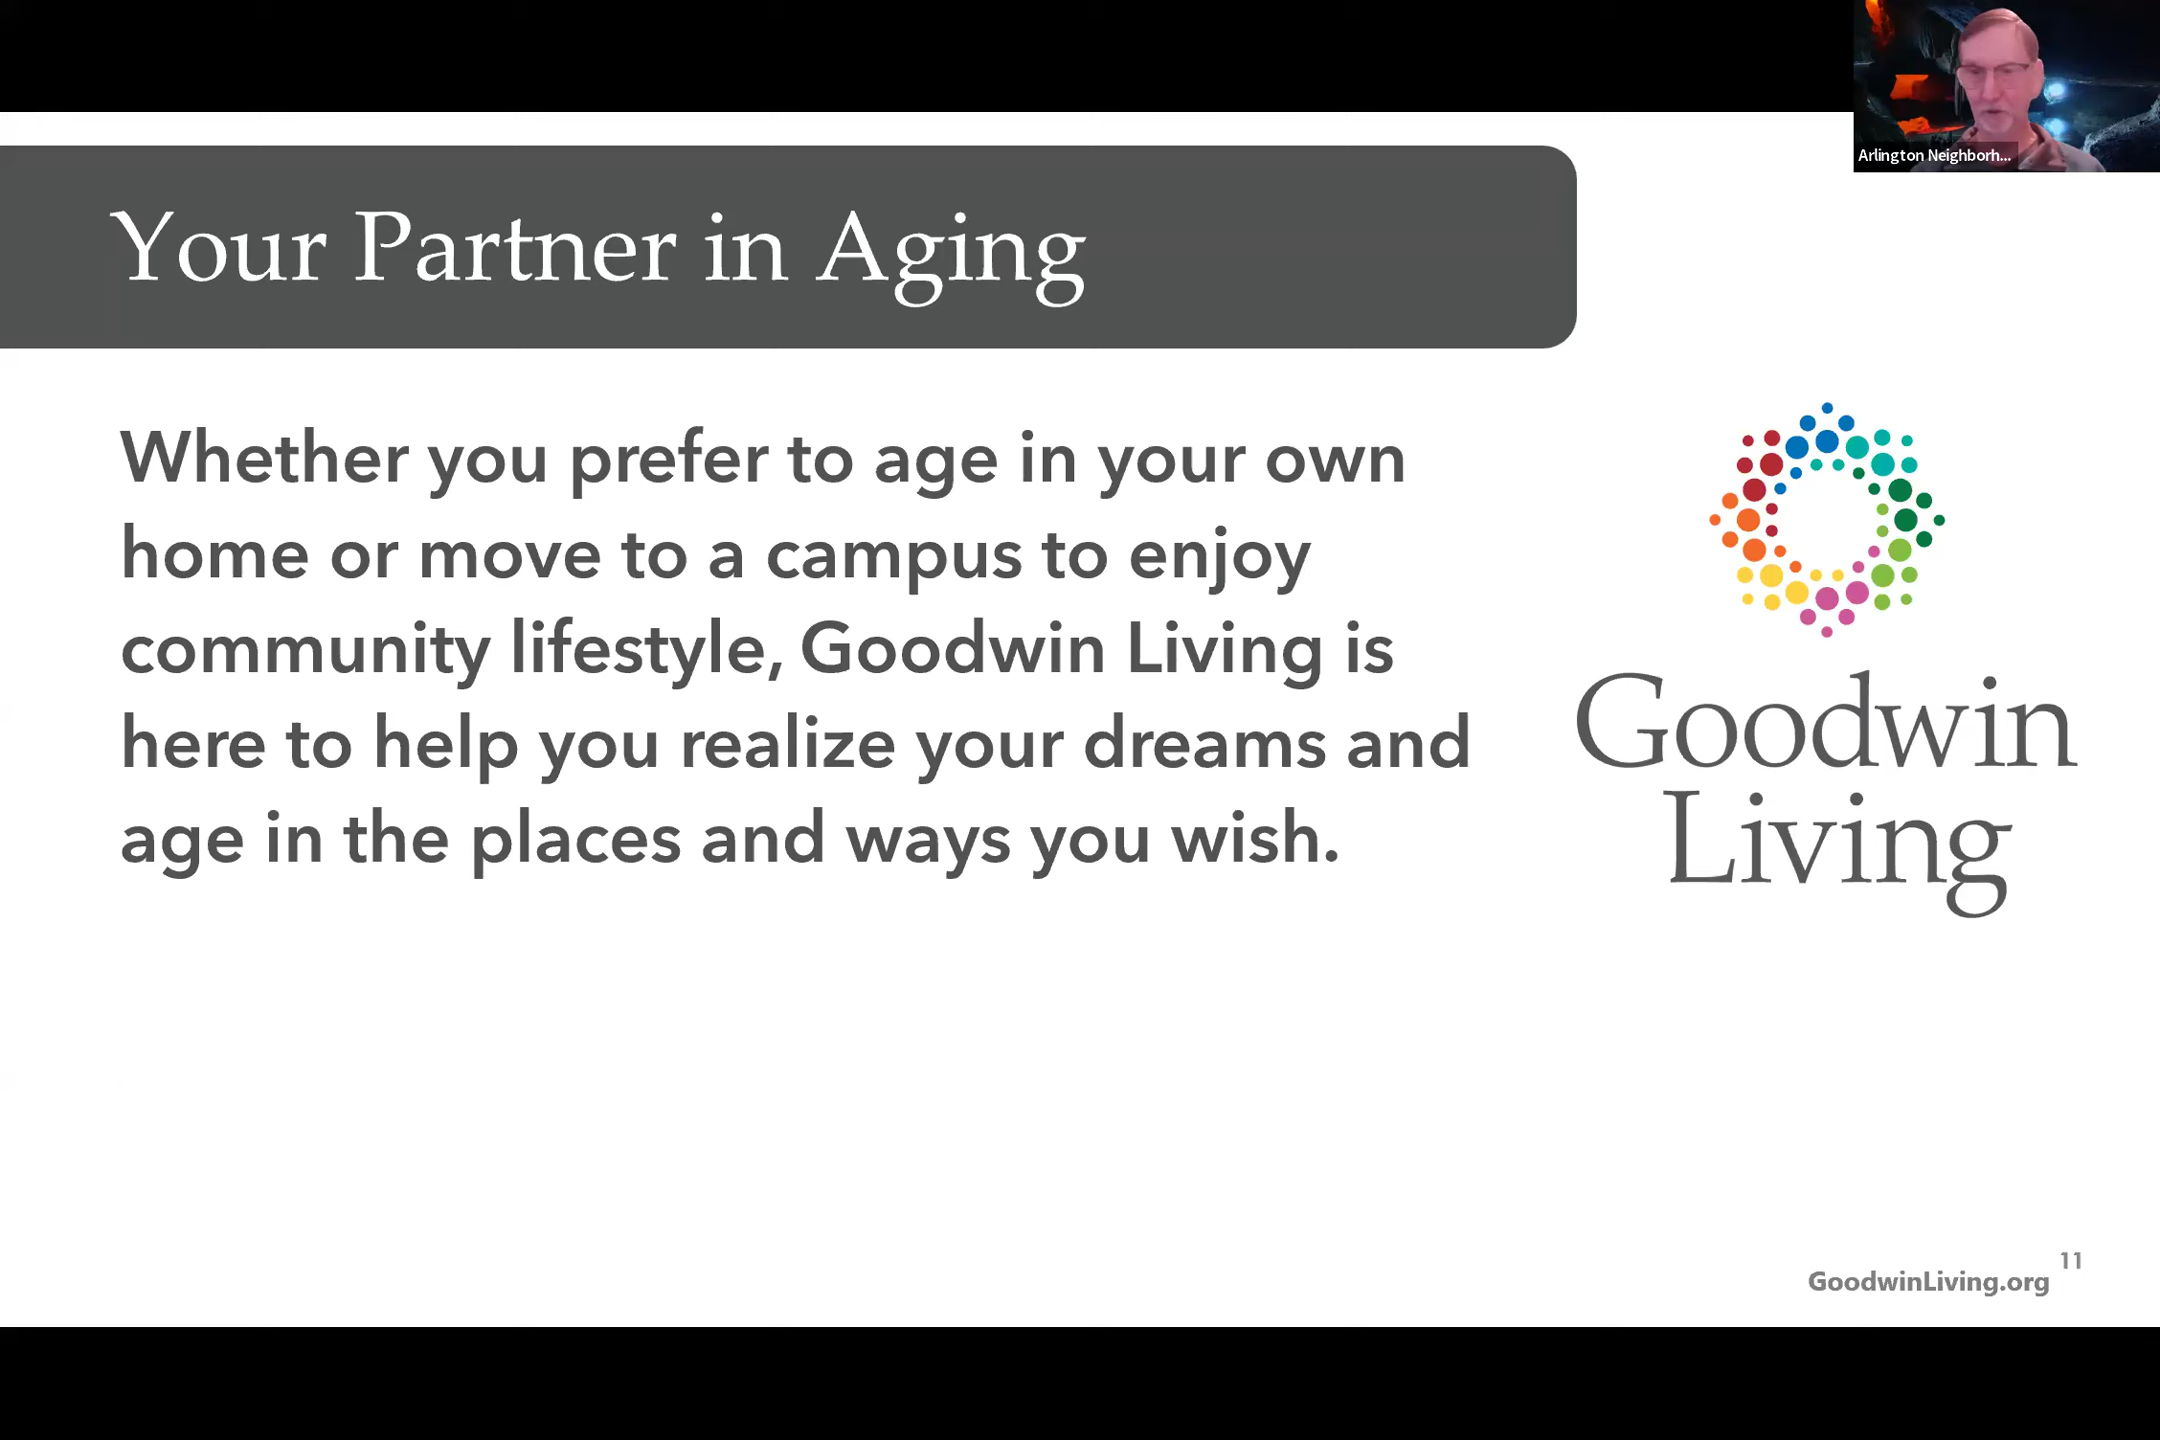 Arlington Neighborh...
Your Partner in Aging
Whether you prefer to age in your own
home or move to a campus to enjoy
community lifestyle, Goodwin Living is
here to help you realize your dreams and
age in the places and ways you wish.
Goodwin
Living
11
GoodwinLiving.org